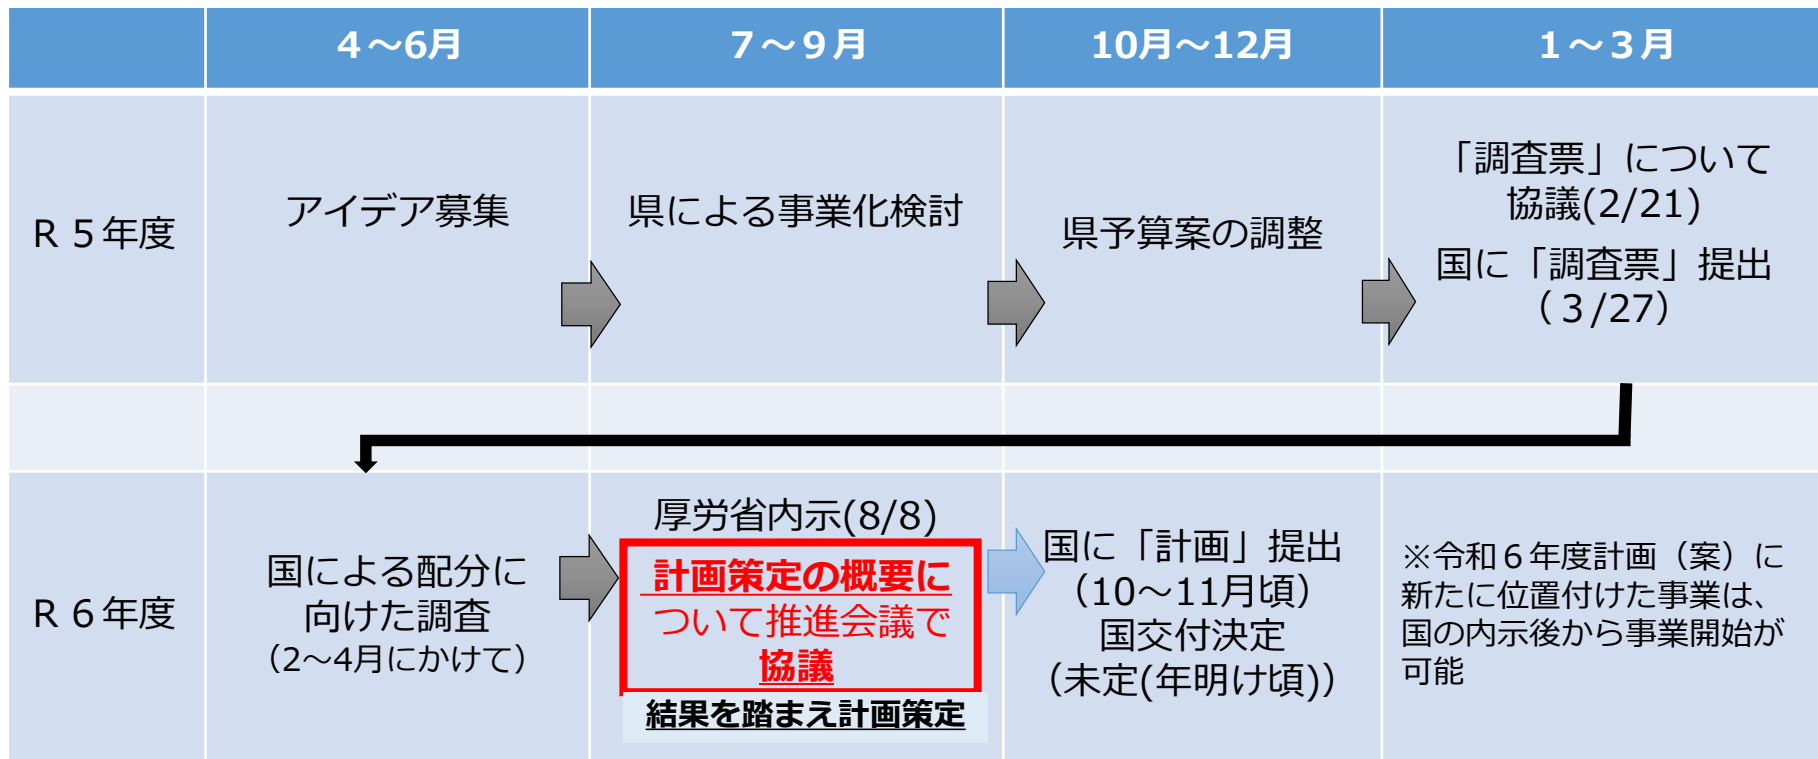 ４～6月
７～９月
10月～12月
１～３月
R５年度
アイデア募集
県による事業化検討
県予算案の調整
「調査票」について
協議(2/21)
国に「調査票」提出
（３/27）
R６年度
国による配分に
向けた調査
（2～4月にかけて）
厚労省内示(8/8)
計画策定の概要に
ついて推進会議で
協議
結果を踏まえ計画策定
国に「計画」提出
（10～11月頃）
国交付決定
（未定(年明け頃)）
※令和６年度計画（案）に
新たに位置付けた事業は、
国の内示後から事業開始が
可能